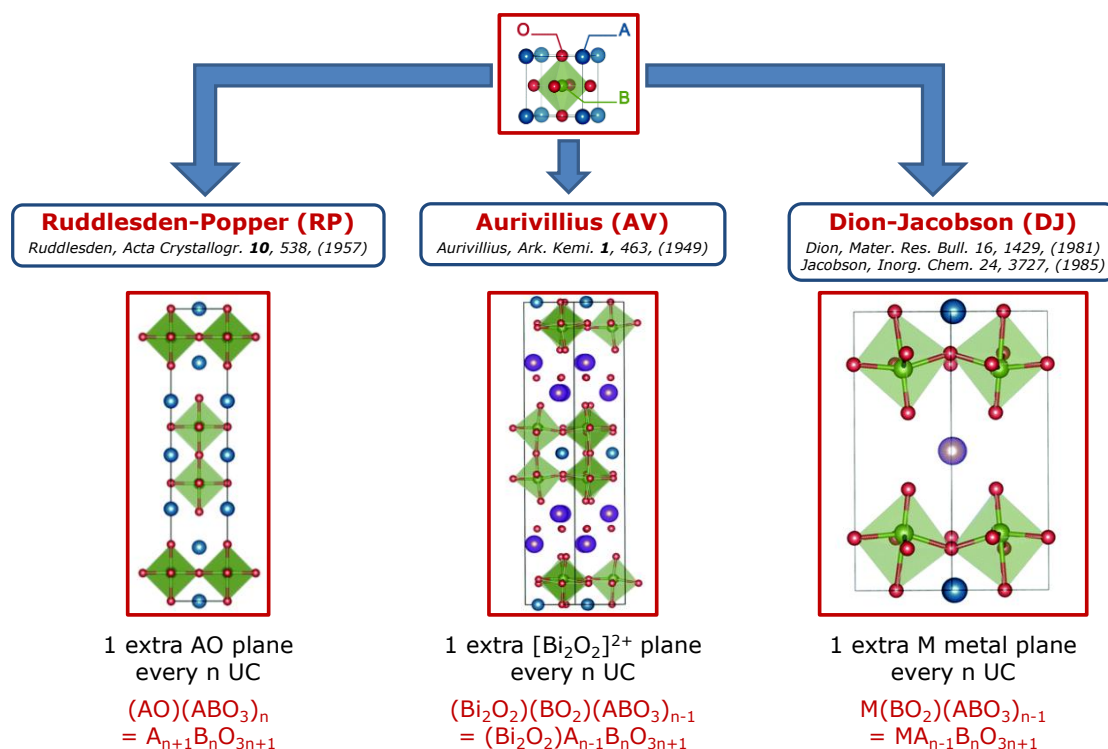 O A
B
Ruddlesden-Popper (RP)
Ruddlesden, Acta Crystallogr. 10, 538, (1957)
Aurivillius (AV)
Aurivillius, Ark. Kemi. 1, 463, (1949)
Dion-Jacobson (DJ)
Dion, Mater. Res. Bull. 16, 1429, (1981)
Jacobson, Inorg. Chem. 24, 3727, (1985)
1 extra AO plane
every n UC
(AO)(ABO₃)ₙ
= Aₙ₊₁BₙO₃ₙ₊₁
1 extra [Bi₂O₂]²⁺ plane
every n UC
(Bi₂O₂)(BO₂)(ABO₃)ₙ₋₁
= (Bi₂O₂)Aₙ₋₁BₙO₃ₙ₊₁
1 extra M metal plane
every n UC
M(BO₂)(ABO₃)ₙ₋₁
= MAₙ₋₁BₙO₃ₙ₊₁